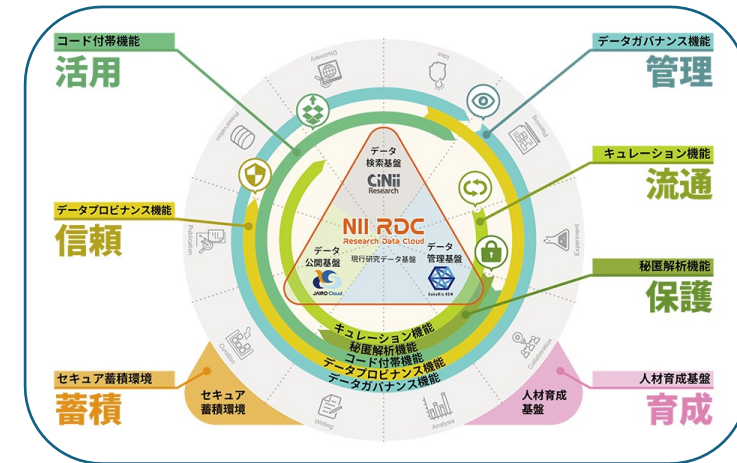 コード付帯機能
活用
データガバナンス機能
管理
キュレーション機能
流通
データプロビナンス機能
信頼
秘匿解析機能
保護
セキュア蓄積環境
蓄積
人材育成基盤
育成
Discovery
Idea
Planning
Experiment
Collaboration
Analysis
Writing
Curation
Publication
Preservation
データ
検索基盤
CiNii
Research
NII RDC
Research Data Cloud
現行研究データ基盤
データ
公開基盤
JAIRO Cloud
データ
管理基盤
GakuNin RDM
キュレーション機能
秘匿解析機能
コード付帯機能
データプロビナンス機能
データガバナンス機能
セキュア
蓄積環境
人材育成
基盤